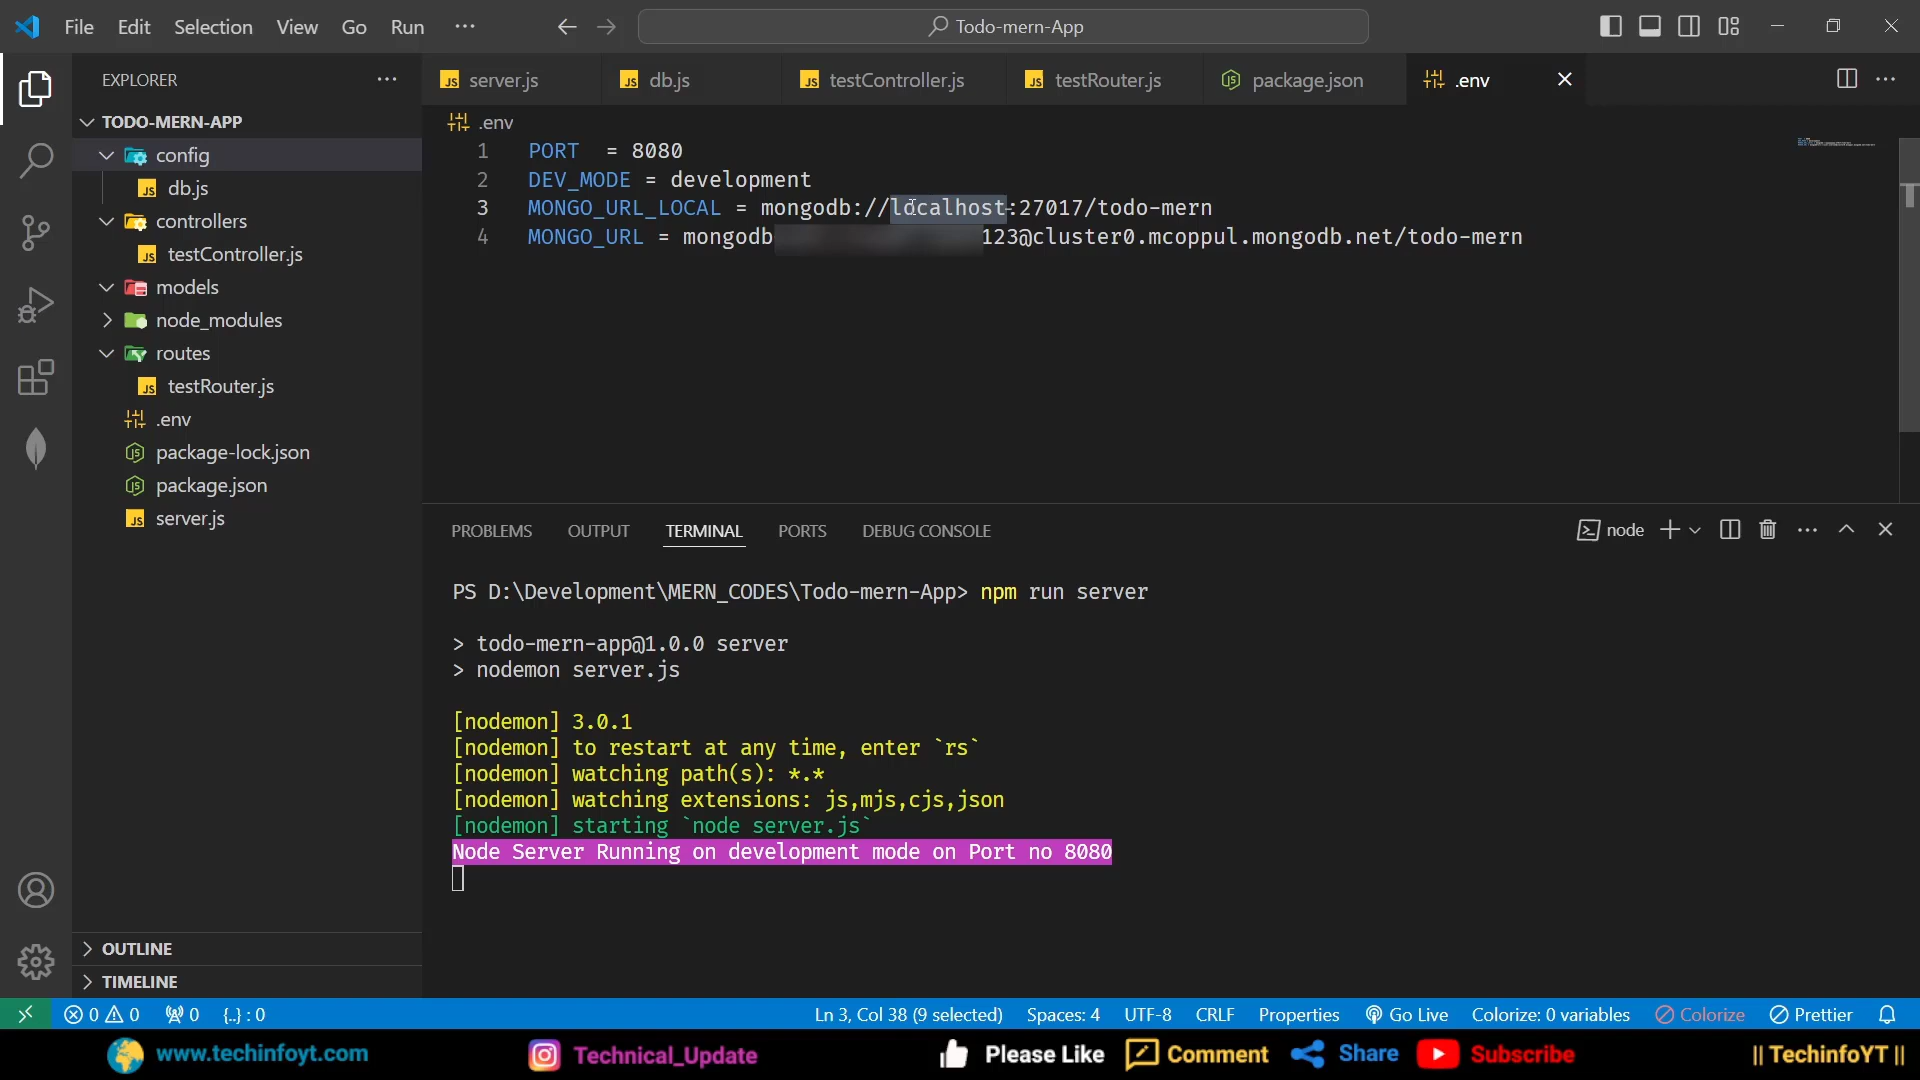 File Edit Selection View Go Run ··· Todo-mern-App
EXPLORER ···
TODO-MERN-APP
config
db.js
controllers
testController.js
models
node_modules
routes
testRouter.js
.env
package-lock.json
package.json
server.js
OUTLINE
TIMELINE
server.js db.js testController.js testRouter.js package.json .env
.env
1 PORT = 8080
2 DEV_MODE = development
3 MONGO_URL_LOCAL = mongodb://localhost:27017/todo-mern
4 MONGO_URL = mongodb 123@cluster0.mcoppul.mongodb.net/todo-mern
PROBLEMS OUTPUT TERMINAL PORTS DEBUG CONSOLE node
PS D:\Development\MERN_CODES\Todo-mern-App> npm run server
> todo-mern-app@1.0.0 server
> nodemon server.js
[nodemon] 3.0.1
[nodemon] to restart at any time, enter `rs`
[nodemon] watching path(s): *.*
[nodemon] watching extensions: js,mjs,cjs,json
[nodemon] starting `node server.js`
Node Server Running on development mode on Port no 8080
0 0 0 {..} : 0 Ln 3, Col 38 (9 selected) Spaces: 4 UTF-8 CRLF Properties Go Live Colorize: 0 variables Colorize Prettier
www.techinfoyt.com Technical_Update Please Like Comment Share Subscribe || TechinfoYT ||